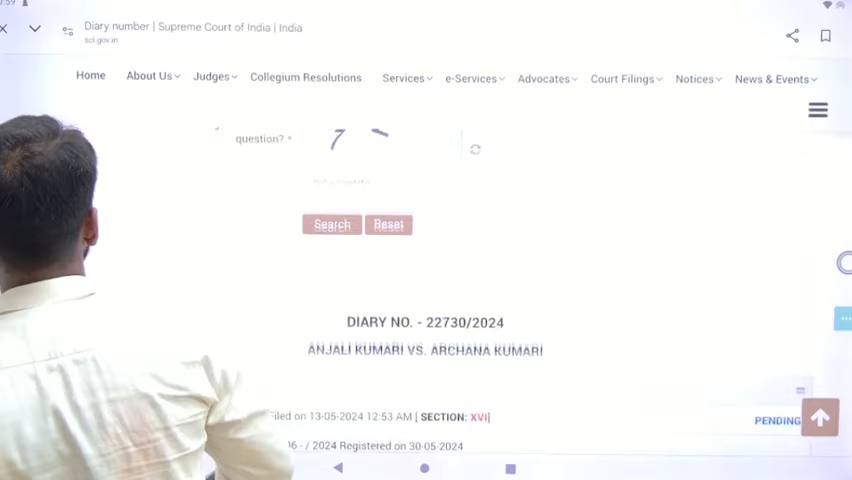 Diary number | Supreme Court of India | India
sci.gov.in
Home About Us Judges Collegium Resolutions Services e-Services Advocates Court Filings Notices News & Events
question? *
7 -
Search Reset
DIARY NO. - 22730/2024
ANJALI KUMARI VS. ARCHANA KUMARI
Filed on 13-05-2024 12:53 AM [ SECTION: XVI]
PENDING
/ 2024 Registered on 30-05-2024